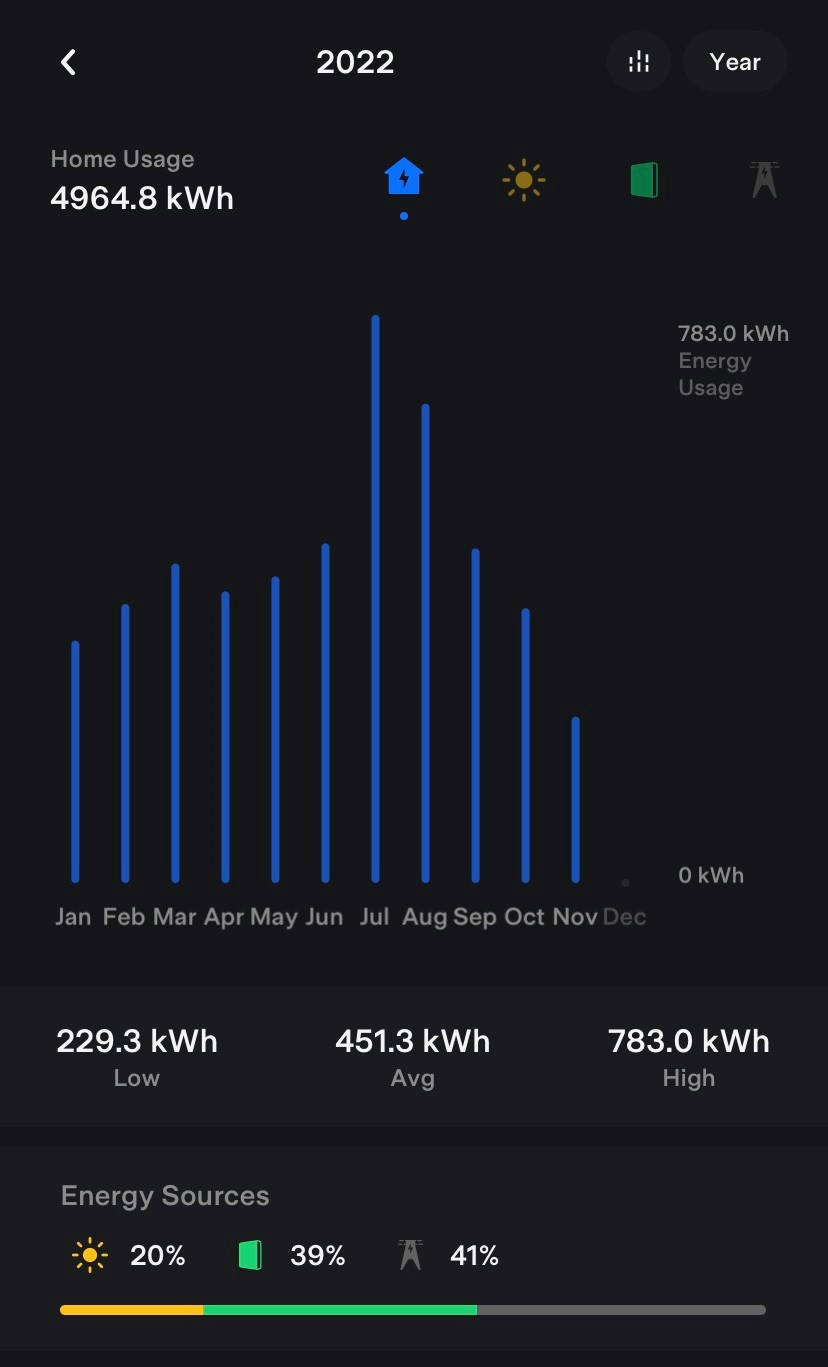 2022
Year
Home Usage
4964.8 kWh
783.0 kWh
Energy
Usage
0 kWh
Jan Feb Mar Apr May Jun Jul Aug Sep Oct Nov Dec
229.3 kWh 451.3 kWh 783.0 kWh
Low Avg High
Energy Sources
20% 39% 41%